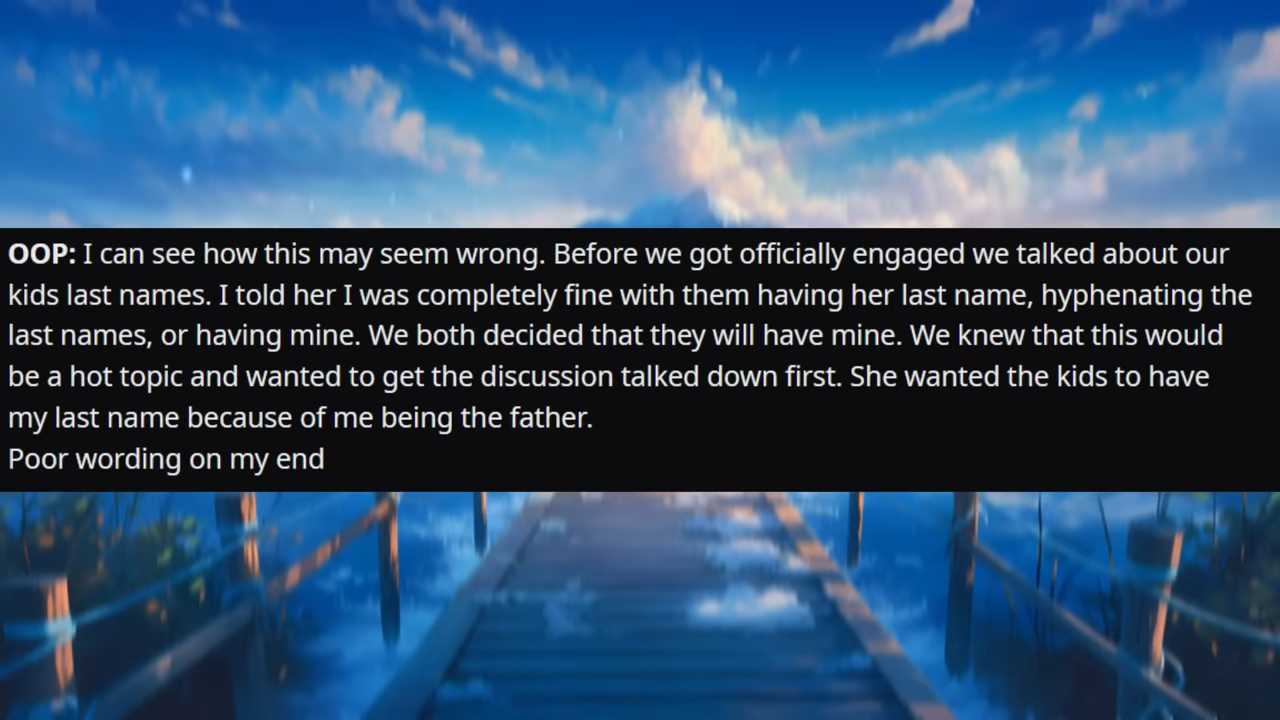 OOP: I can see how this may seem wrong. Before we got officially engaged we talked about our
kids last names. I told her I was completely fine with them having her last name, hyphenating the
last names, or having mine. We both decided that they will have mine. We knew that this would
be a hot topic and wanted to get the discussion talked down first. She wanted the kids to have
my last name because of me being the father.
Poor wording on my end